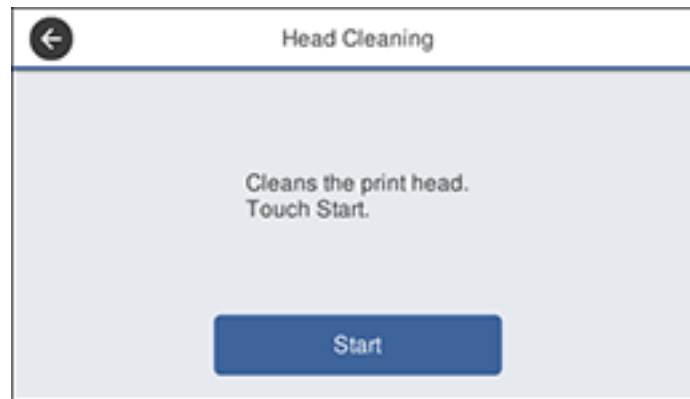 Head Cleaning
Cleans the print head.
Touch Start.
Start